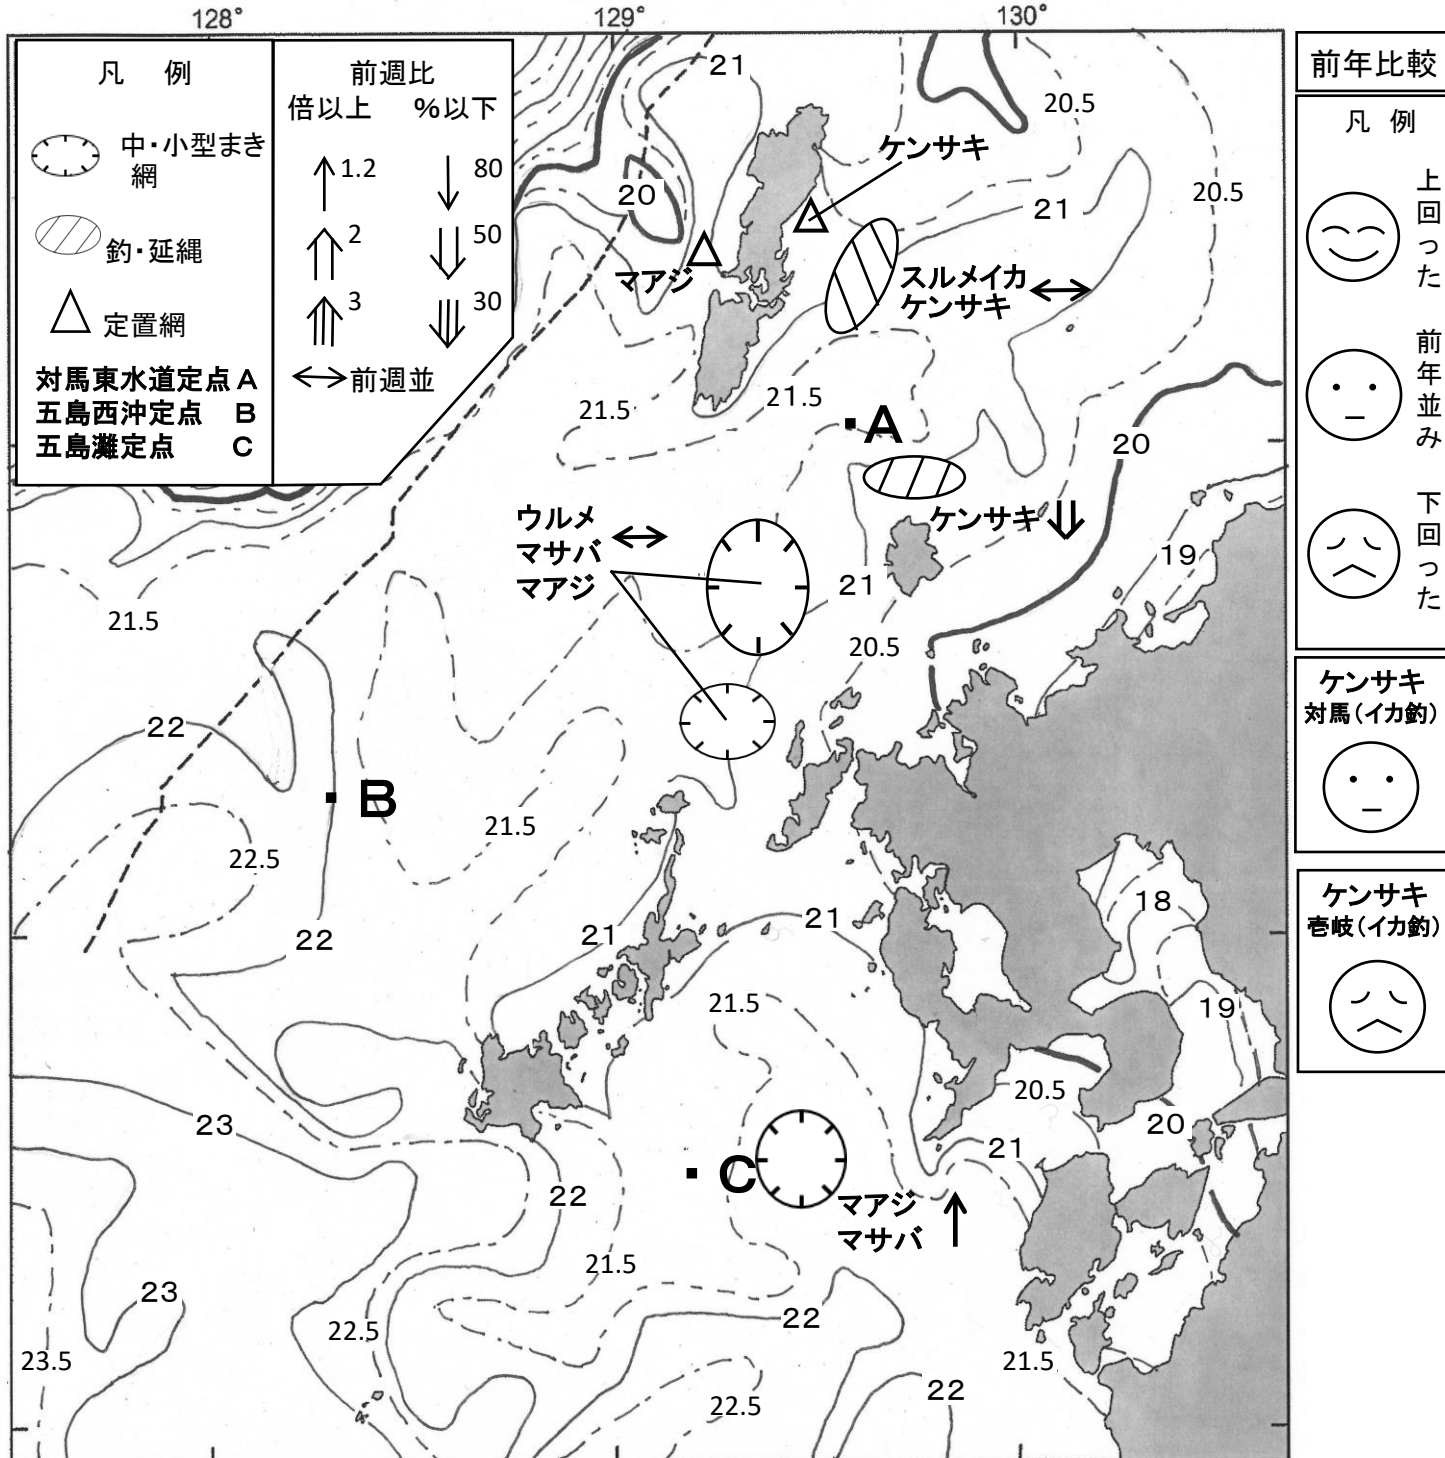 128°
129°
130°
凡 例
中・小型まき
網
釣・延縄
定置網
対馬東水道定点 A
五島西沖定点 B
五島灘定点 C
前週比
倍以上 %以下
1.2 80
2 50
3 30
前週並
前年比較
凡 例
上回った
前年並み
下回った
ケンサキ
対馬(イカ釣)
ケンサキ
壱岐(イカ釣)
21
20.5
ケンサキ
20
21
20.5
マアジ
スルメイカ
ケンサキ
21.5
21.5
A
20
ウルメ
マサバ
マアジ
ケンサキ
19
21
21.5
20.5
22
B
21.5
22.5
18
21
22
21
21.5
19
20.5
23
20
21
C
22
マアジ
マサバ
21.5
23
22
22.5
23.5
21.5
22
22.5